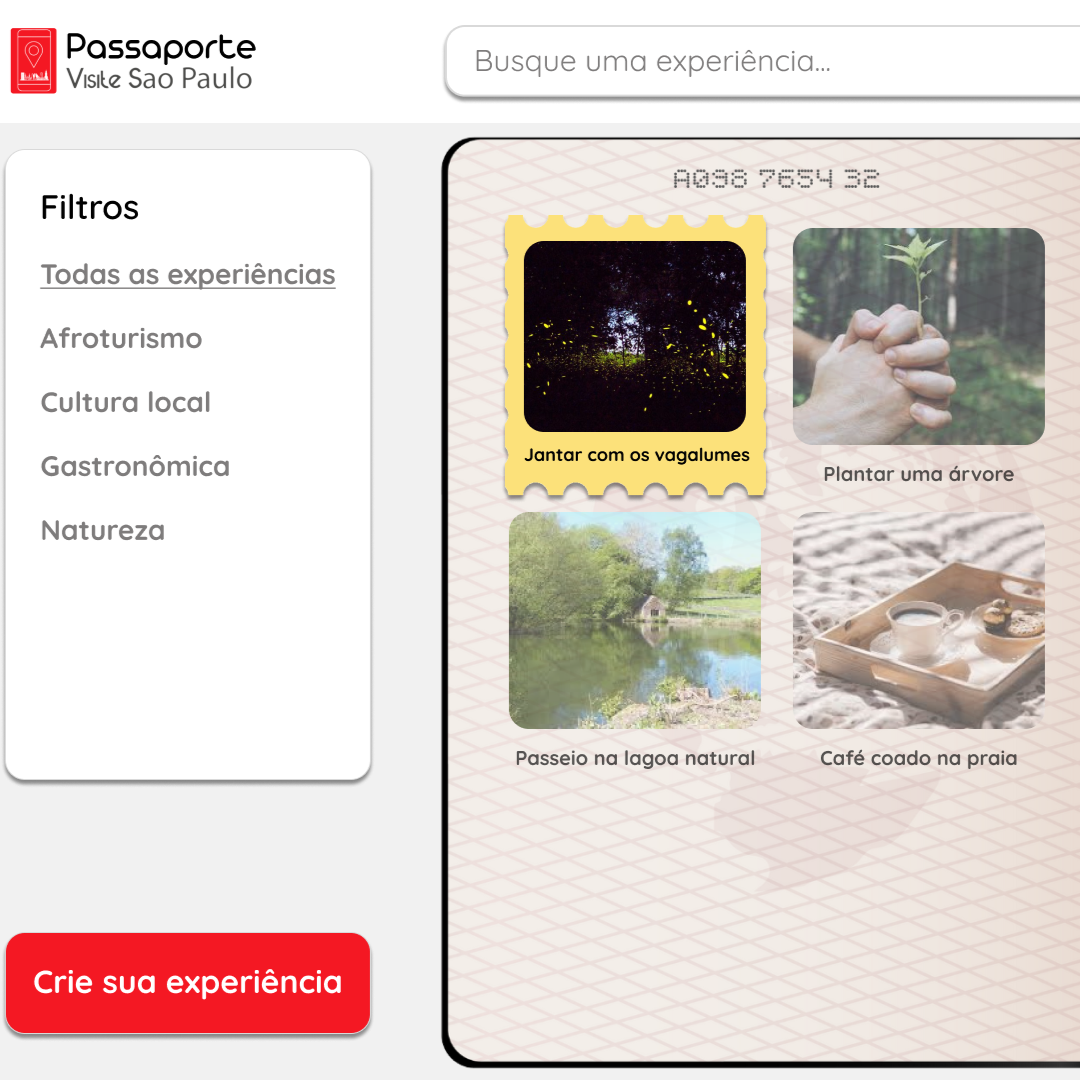 Passaporte
Visite Sao Paulo
Busque uma experiência...
Filtros
Todas as experiências
Afroturismo
Cultura local
Gastronômica
Natureza
Crie sua experiência
A098 7654 32
Jantar com os vagalumes
Plantar uma árvore
Passeio na lagoa natural
Café coado na praia